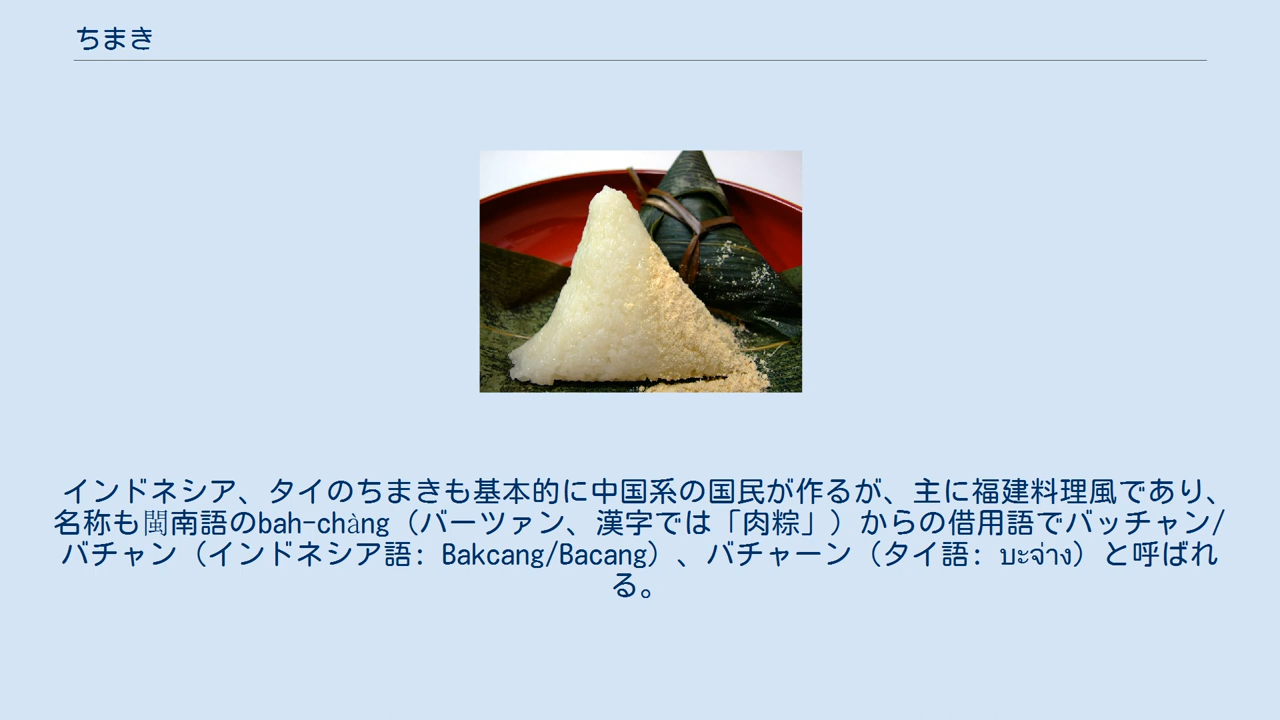 ちまき
インドネシア、タイのちまきも基本的に中国系の国民が作るが、主に福建料理風であり、
名称も閩南語のbah-chàng（バーツァン、漢字では「肉粽」）からの借用語でバッチャン/
バチャン（インドネシア語: Bakcang/Bacang）、バチャーン（タイ語: บะจ่าง）と呼ばれ
る。